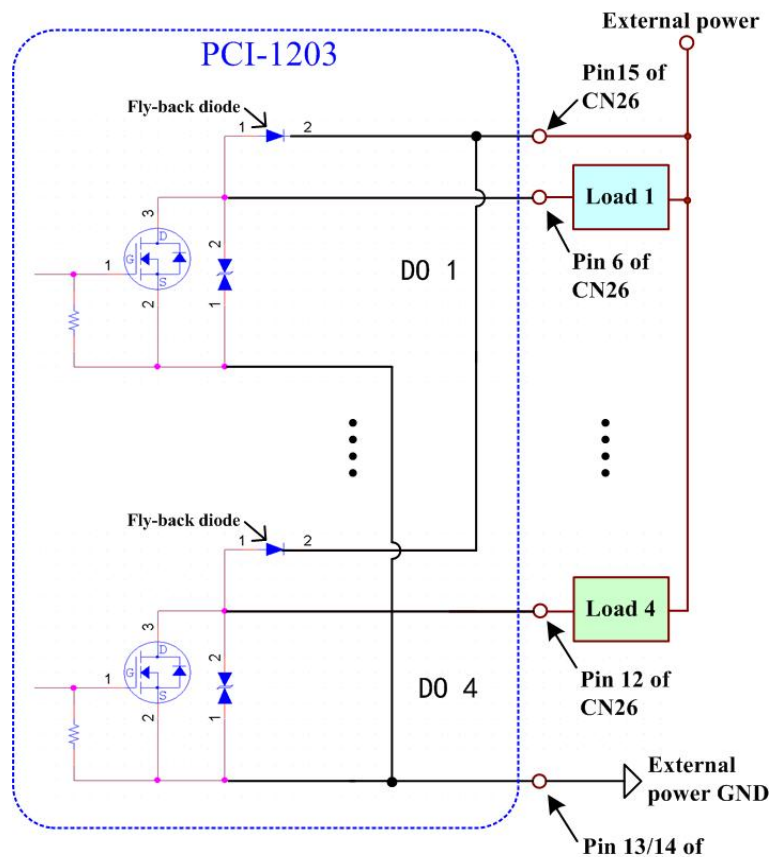 External power
PCI-1203
Pin15 of
CN26
Fly-back diode
1
2
Load 1
3
D
2
G
1
S
DO 1
Pin 6 of
CN26
2
1
Fly-back diode
1
2
Load 4
3
D
2
G
1
S
DO 4
Pin 12 of
CN26
2
1
External
power GND
Pin 13/14 of